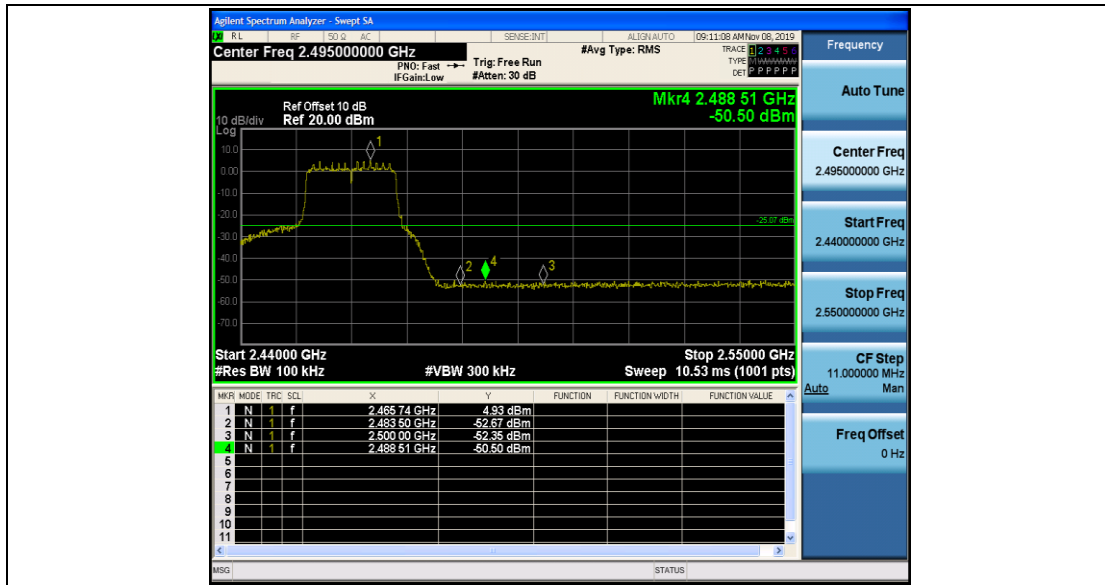 Agilent Spectrum Analyzer - Swept SA
RL RF 50 Ω AC SENSE:INT ALIGNAUTO 09:11:08 AM Nov 08, 2019
Center Freq 2.495000000 GHz
#Avg Type: RMS
TRACE 1 2 3 4 5 6
PNO: Fast
Trig: Free Run
TYPE M
IFGain:Low
#Atten: 30 dB
DET P P P P P P
Mkr4 2.488 51 GHz
-50.50 dBm
Ref Offset 10 dB
10 dB/div Ref 20.00 dBm
Log
10.0
0.00
-10.0
-20.0
-30.0
-40.0
-50.0
-60.0
-70.0
1
2
4
3
-25.07 dBm
Start 2.44000 GHz Stop 2.55000 GHz
#Res BW 100 kHz #VBW 300 kHz Sweep 10.53 ms (1001 pts)
MKR MODE TRC SCL X Y FUNCTION FUNCTION WIDTH FUNCTION VALUE
1 N 1 f 2.465 74 GHz 4.93 dBm
2 N 1 f 2.483 50 GHz -52.67 dBm
3 N 1 f 2.500 00 GHz -52.35 dBm
4 N 1 f 2.488 51 GHz -50.50 dBm
5
6
7
8
9
10
11
MSG STATUS
Frequency
Auto Tune
Center Freq
2.495000000 GHz
Start Freq
2.440000000 GHz
Stop Freq
2.550000000 GHz
CF Step
11.000000 MHz
Auto Man
Freq Offset
0 Hz